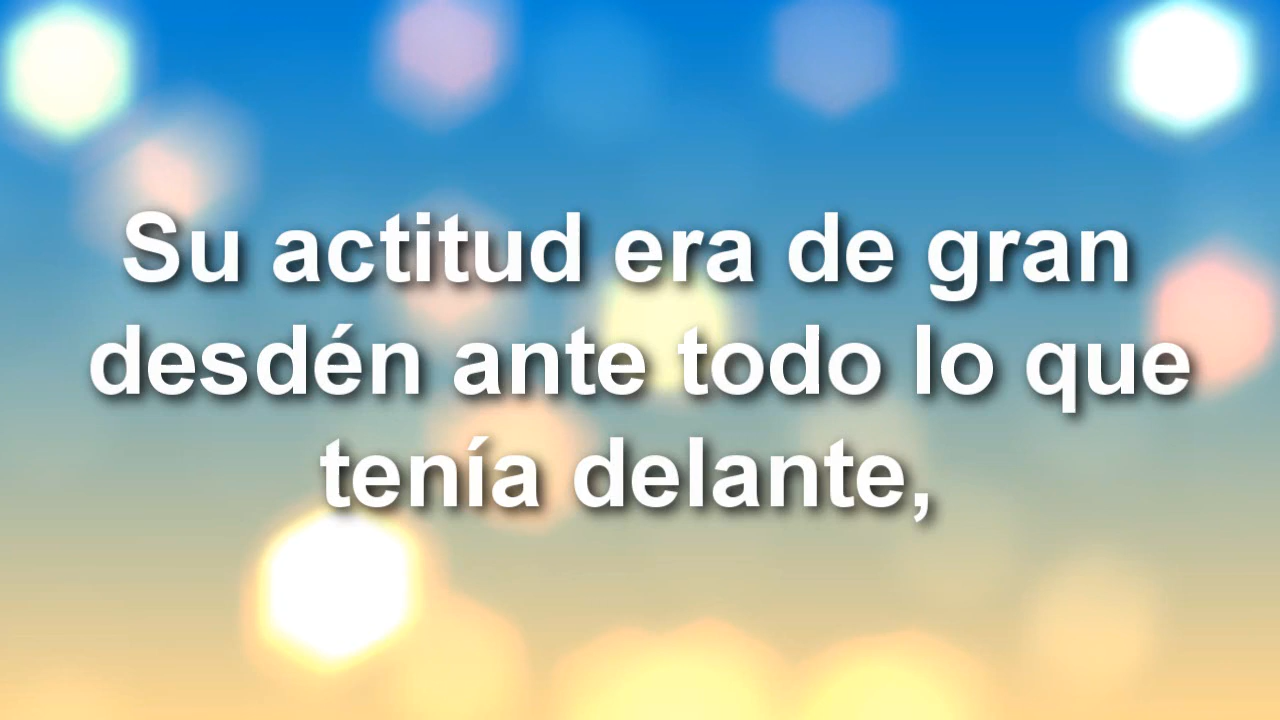 Su actitud era de gran
desdén ante todo lo que
tenía delante,